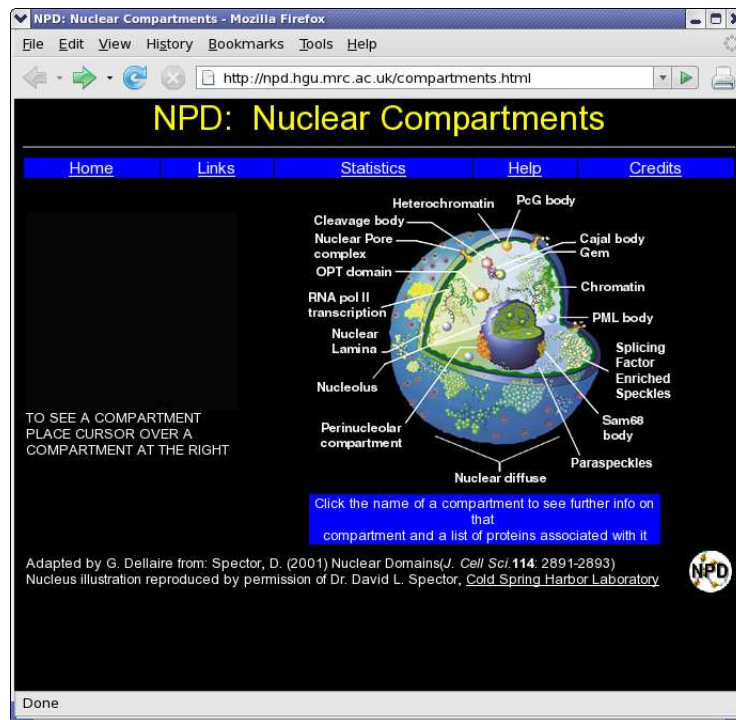 NPD: Nuclear Compartments - Mozilla Firefox
File Edit View History Bookmarks Tools Help
http://npd.hgu.mrc.ac.uk/compartments.html
NPD: Nuclear Compartments
Home Links Statistics Help Credits
Heterochromatin
PcG body
Cleavage body
Nuclear Pore
complex
OPT domain
RNA pol II
transcription
Nuclear
Lamina
Nucleolus
Perinucleolar
compartment
Cajal body
Gem
Chromatin
PML body
Splicing
Factor
Enriched
Speckles
Sam68
body
Paraspeckles
Nuclear diffuse
TO SEE A COMPARTMENT
PLACE CURSOR OVER A
COMPARTMENT AT THE RIGHT
Click the name of a compartment to see further info on
that
compartment and a list of proteins associated with it
Adapted by G. Dellaire from: Spector, D. (2001) Nuclear Domains(J. Cell Sci.114: 2891-2893)
Nucleus illustration reproduced by permission of Dr. David L. Spector, Cold Spring Harbor Laboratory
NPD
Done